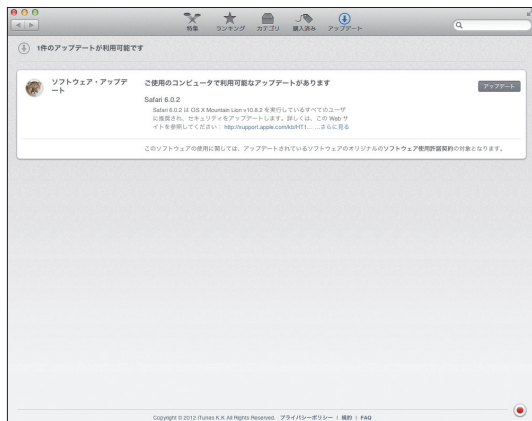 特集 ランキング カテゴリ 購入済み アップデート
1件のアップデートが利用可能です
ソフトウェア・アップデ
ート
ご使用のコンピュータで利用可能なアップデートがあります
アップデート
Safari 6.0.2
Safari 6.0.2 は OS X Mountain Lion v10.8.2 を実行しているすべてのユーザ
に推奨され、セキュリティをアップデートします。詳しくは、この Web サ
イトを参照してください： http://support.apple.com/kb/HT1... ...さらに見る
このソフトウェアの使用に関しては、アップデートされているソフトウェアのオリジナルのソフトウェア使用許諾契約の対象となります。
Copyright © 2012 iTunes K.K All Rights Reserved. プライバシーポリシー | 規約 | FAQ